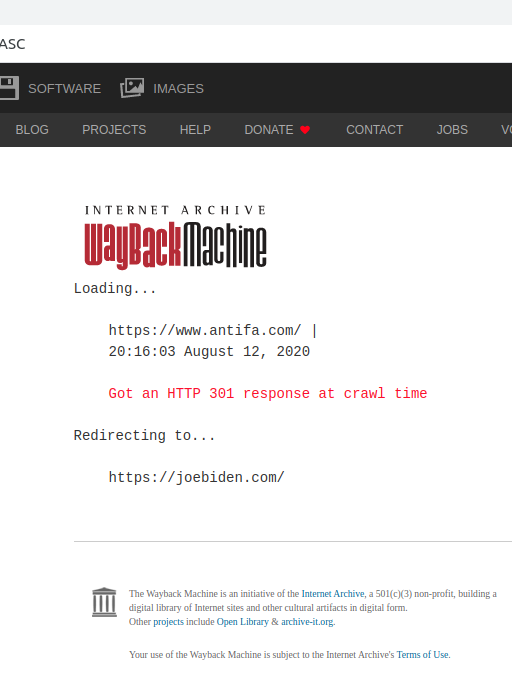 ASC
SOFTWARE IMAGES
BLOG PROJECTS HELP DONATE CONTACT JOBS
INTERNET ARCHIVE
WayBackMachine
Loading...
https://www.antifa.com/ |
20:16:03 August 12, 2020
Got an HTTP 301 response at crawl time
Redirecting to...
https://joebiden.com/
The Wayback Machine is an initiative of the Internet Archive, a 501(c)(3) non-profit, building a
digital library of Internet sites and other cultural artifacts in digital form.
Other projects include Open Library & archive-it.org.
Your use of the Wayback Machine is subject to the Internet Archive's Terms of Use.